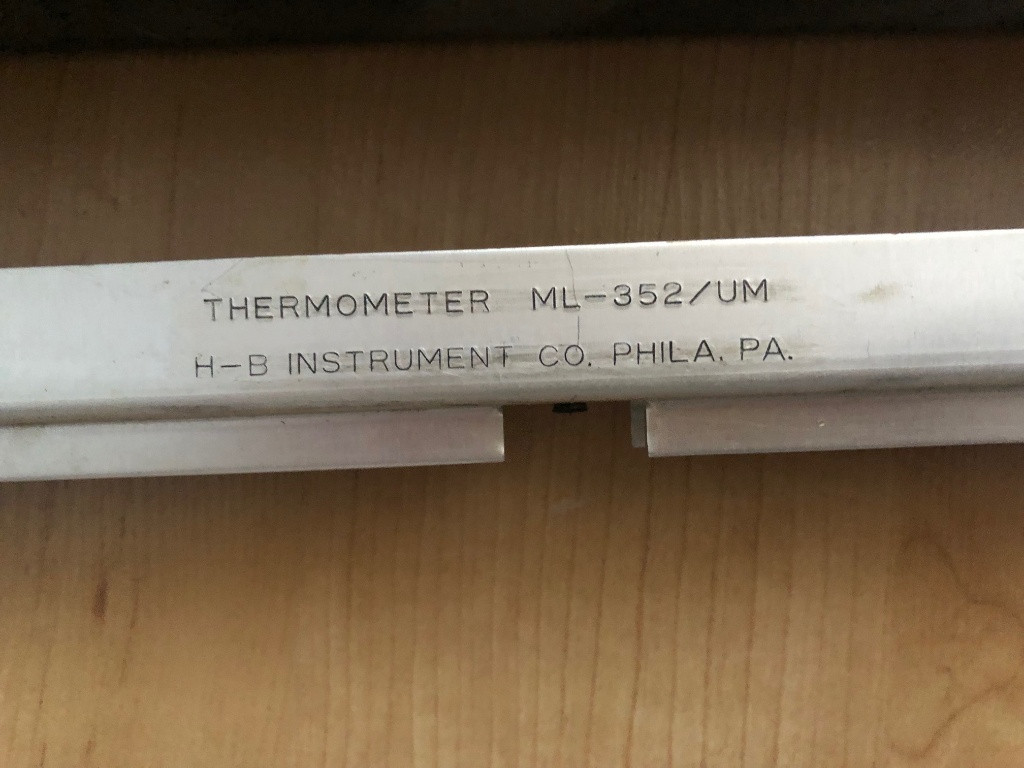 THERMOMETER ML-352/UM
H-B INSTRUMENT CO. PHILA. PA.